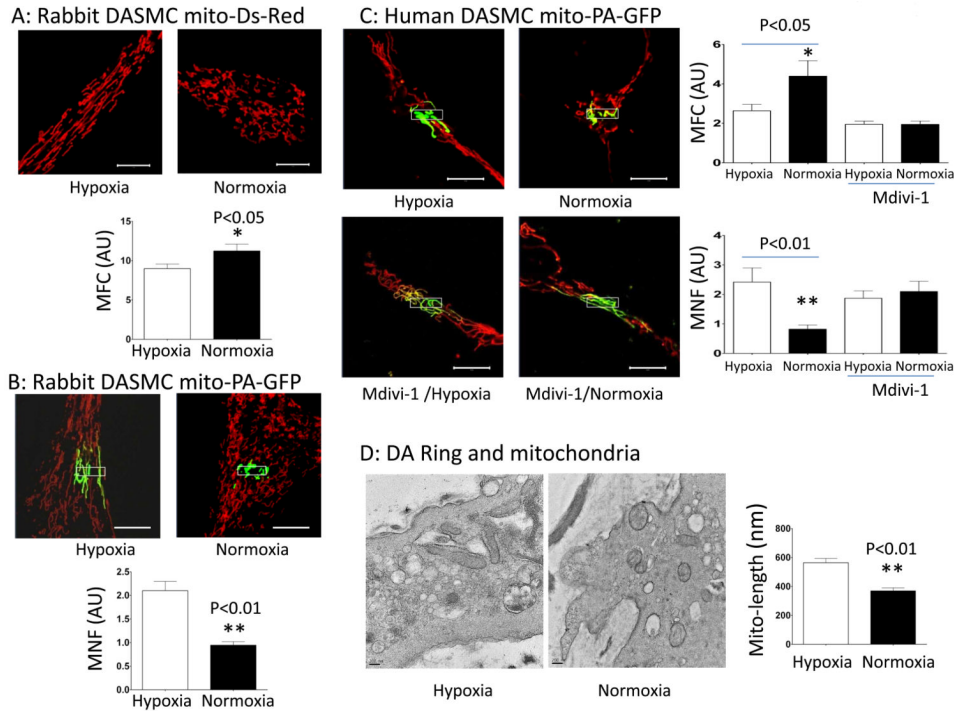 A: Rabbit DASMC mito-Ds-Red
Hypoxia
Normoxia
MFC (AU)
15
10
5
0
P<0.05
*
Hypoxia Normoxia
B: Rabbit DASMC mito-PA-GFP
Hypoxia
Normoxia
MNF (AU)
2.5
2.0
1.5
1.0
0.5
0.0
P<0.01
**
Hypoxia Normoxia
C: Human DASMC mito-PA-GFP
Hypoxia
Normoxia
Mdivi-1 /Hypoxia
Mdivi-1/Normoxia
P<0.05
MFC (AU)
6
4
2
0
*
Hypoxia Normoxia Hypoxia Normoxia
Mdivi-1
P<0.01
MNF (AU)
4
3
2
1
0
**
Hypoxia Normoxia Hypoxia Normoxia
Mdivi-1
D: DA Ring and mitochondria
Hypoxia
Normoxia
Mito-length (nm)
800
600
400
200
0
P<0.01
**
Hypoxia Normoxia